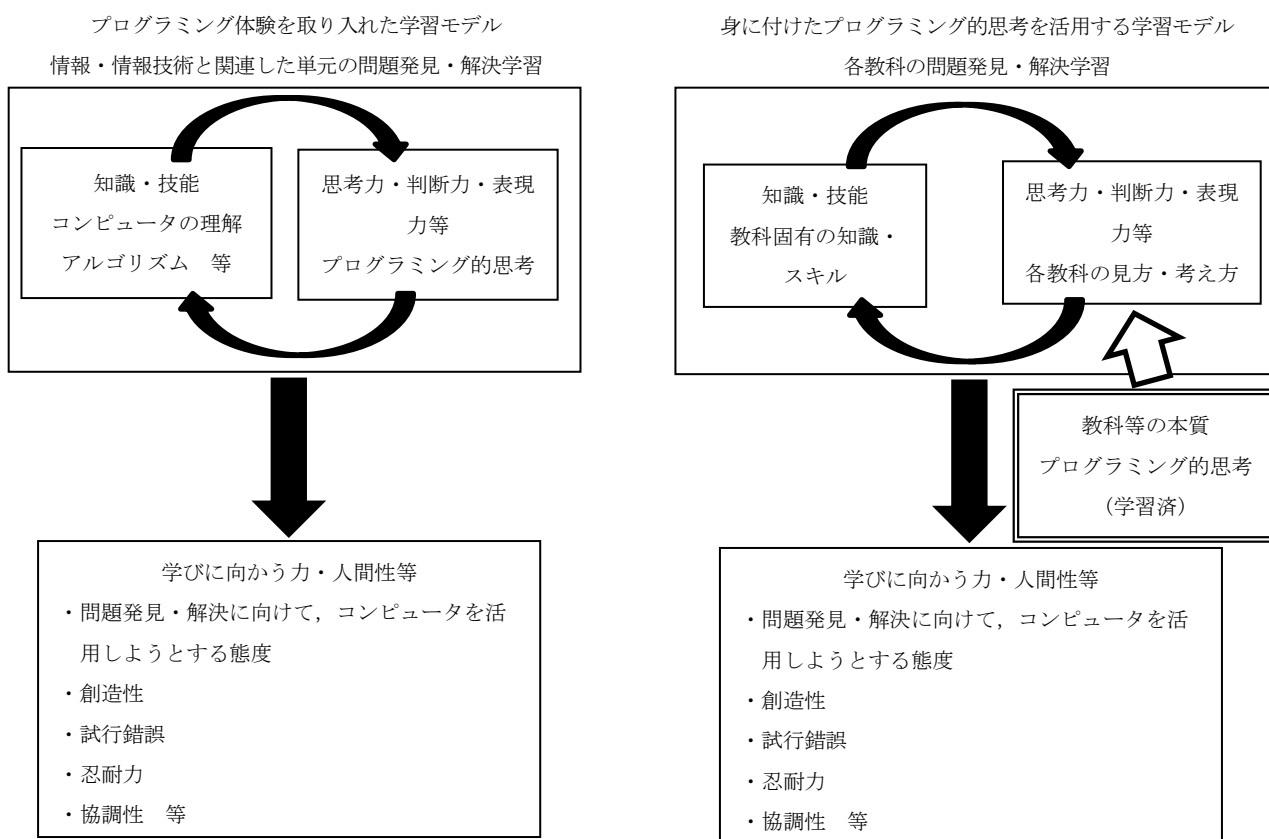 プログラミング体験を取り入れた学習モデル
情報・情報技術と関連した単元の問題発見・解決学習
知識・技能
コンピュータの理解
アルゴリズム　等
思考力・判断力・表現
力等
プログラミング的思考
学びに向かう力・人間性等
・問題発見・解決に向けて，コンピュータを活
用しようとする態度
・創造性
・試行錯誤
・忍耐力
・協調性　等
身に付けたプログラミング的思考を活用する学習モデル
各教科の問題発見・解決学習
知識・技能
教科固有の知識・
スキル
思考力・判断力・表現
力等
各教科の見方・考え方
教科等の本質
プログラミング的思考
（学習済）
学びに向かう力・人間性等
・問題発見・解決に向けて，コンピュータを活
用しようとする態度
・創造性
・試行錯誤
・忍耐力
・協調性　等